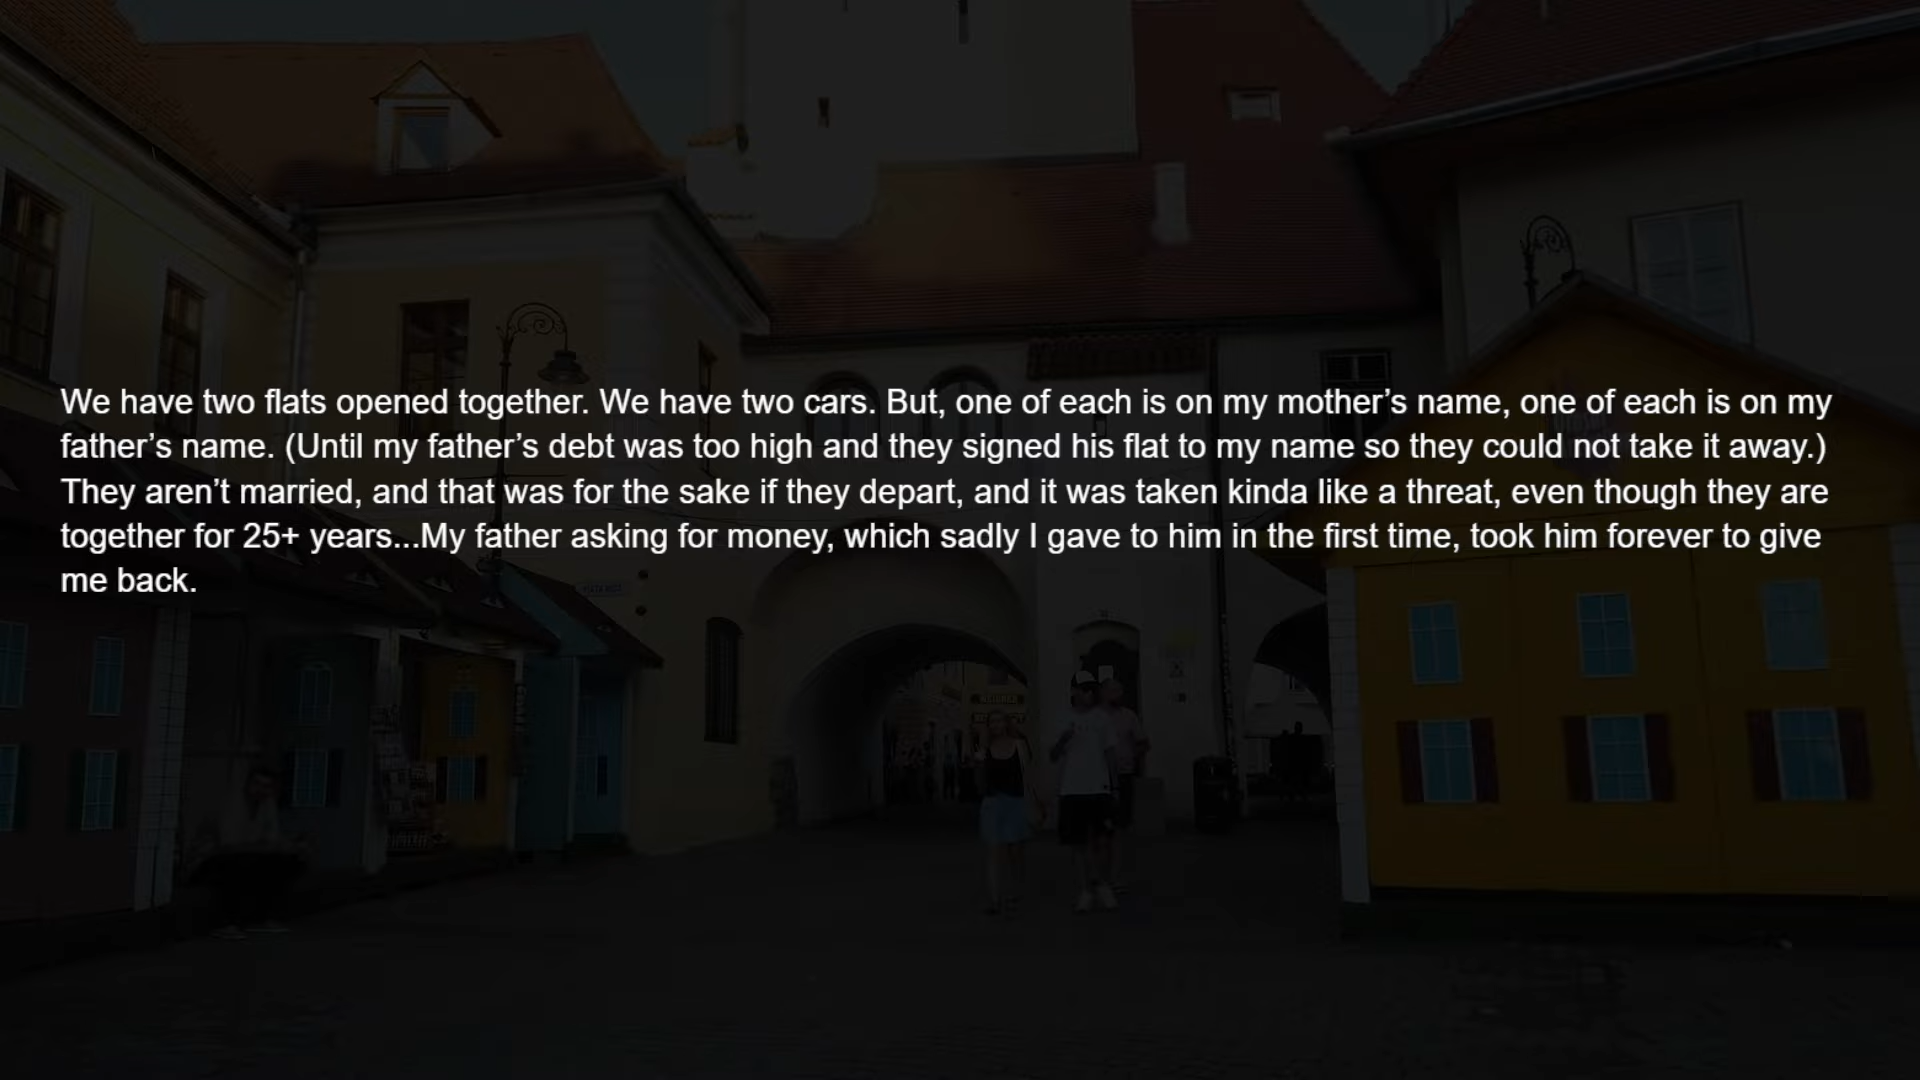 We have two flats opened together. We have two cars. But, one of each is on my mother’s name, one of each is on my
father’s name. (Until my father’s debt was too high and they signed his flat to my name so they could not take it away.)
They aren’t married, and that was for the sake if they depart, and it was taken kinda like a threat, even though they are
together for 25+ years...My father asking for money, which sadly I gave to him in the first time, took him forever to give
me back.